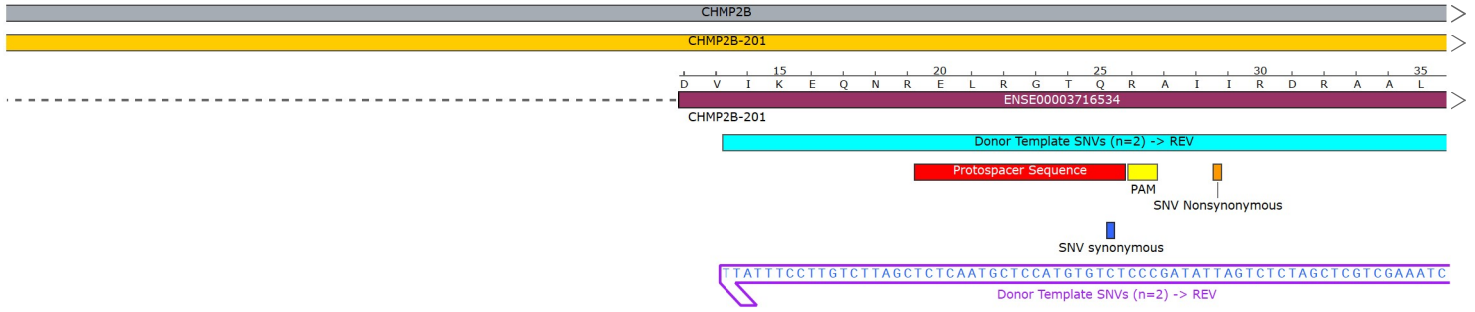 CHMP2B
CHMP2B-201
15 20 25 30 35
D V I K E Q N R E L R G T Q R A I I R D R A A L
ENSE00003716534
CHMP2B-201
Donor Template SNVs (n=2) -> REV
Protospacer Sequence
PAM
SNV Nonsynonymous
SNV synonymous
TTATTTCCTTGTCTTAGCTCTCAATGCTCCATGTGTCTCCCGATATTAGTCTCTAGCTCGTCGAAATC
Donor Template SNVs (n=2) -> REV